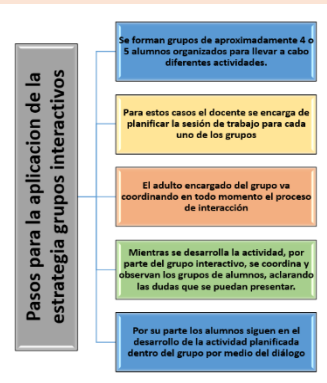 Pasos para la aplicacion de la
estrategia grupos interactivos
Se forman grupos de aproximadamente 4 o
5 alumnos organizados para llevar a cabo
diferentes actividades.
Para estos casos el docente se encarga de
planificar la sesión de trabajo para cada
uno de los grupos
El adulto encargado del grupo va
coordinando en todo momento el proceso
de interacción
Mientras se desarrolla la actividad, por
parte del grupo interactivo, se coordina y
observan los grupos de alumnos, aclarando
las dudas que se puedan presentar.
Por su parte los alumnos siguen en el
desarrollo de la actividad planificada
dentro del grupo por medio del diálogo